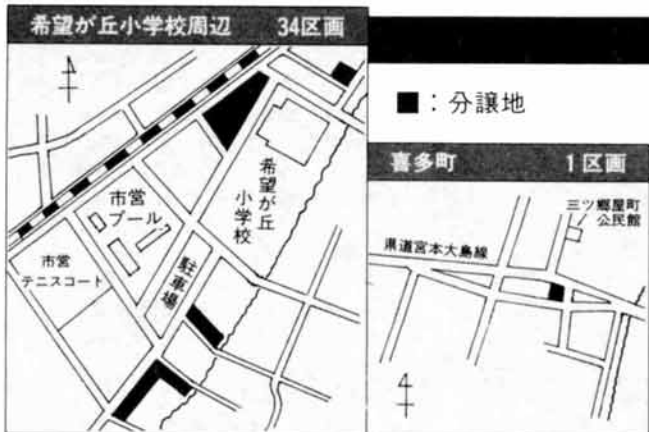 希望が丘小学校周辺 34区画
希望が丘
小学校
市営
プール
市営
テニスコート
駐車場
■：分譲地
喜多町 1区画
三ツ郷屋町
公民館
県道宮本大島線